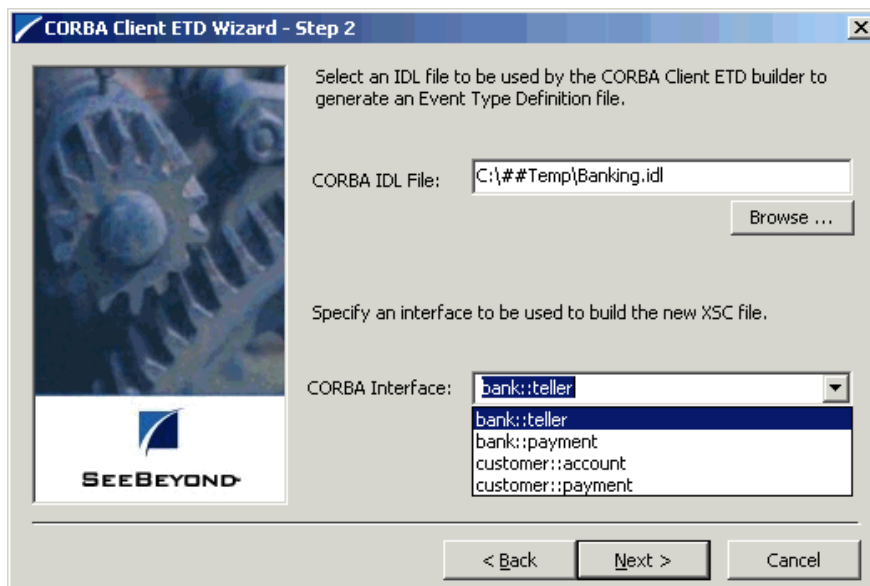 CORBA Client ETD Wizard - Step 2
Select an IDL file to be used by the CORBA Client ETD builder to
generate an Event Type Definition file.
CORBA IDL File:
C:\##Temp\Banking.idl
Browse ...
Specify an interface to be used to build the new XSC file.
CORBA Interface:
bank::teller
bank::teller
bank::payment
customer::account
customer::payment
SEEBEYOND
< Back
Next >
Cancel